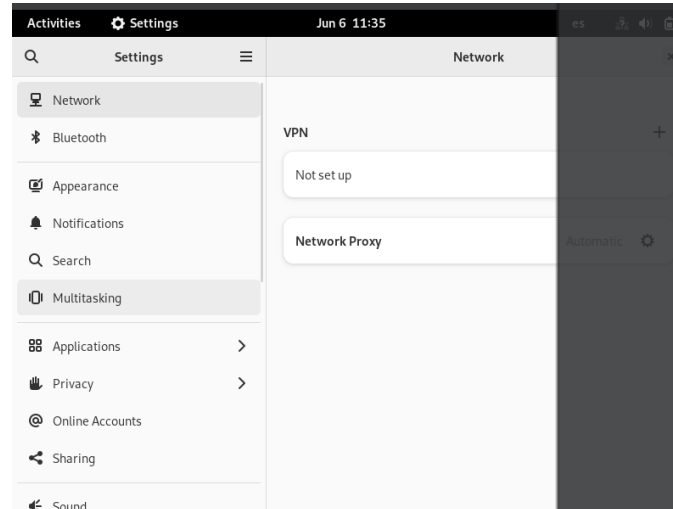 Activities Settings Jun 6 11:35 es
Settings Network
Network
Bluetooth
VPN
Not set up
Appearance
Notifications
Network Proxy Automatic
Search
Multitasking
Applications
Privacy
Online Accounts
Sharing
Sound